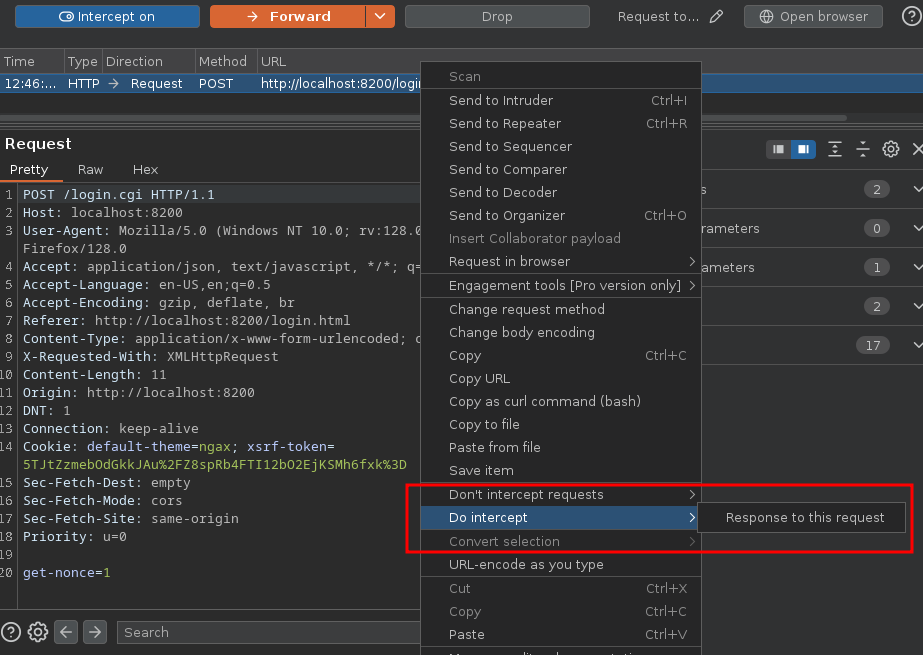 Intercept on
Forward
Drop
Request to...
Open browser
Time Type Direction Method URL
12:46:... HTTP → Request POST http://localhost:8200/logi
Request
Pretty Raw Hex
1 POST /login.cgi HTTP/1.1
2 Host: localhost:8200
3 User-Agent: Mozilla/5.0 (Windows NT 10.0; rv:128.0
Firefox/128.0
4 Accept: application/json, text/javascript, */*; q=
5 Accept-Language: en-US,en;q=0.5
6 Accept-Encoding: gzip, deflate, br
7 Referer: http://localhost:8200/login.html
8 Content-Type: application/x-www-form-urlencoded; c
9 X-Requested-With: XMLHttpRequest
10 Content-Length: 11
11 Origin: http://localhost:8200
12 DNT: 1
13 Connection: keep-alive
14 Cookie: default-theme=ngax; xsrf-token=
5TJtZzmebOdGkkJAu%2FZ8spRb4FTI12bO2EjKSMh6fxk%3D
15 Sec-Fetch-Dest: empty
16 Sec-Fetch-Mode: cors
17 Sec-Fetch-Site: same-origin
18 Priority: u=0
19
20 get-nonce=1
Search
Scan
Send to Intruder Ctrl+I
Send to Repeater Ctrl+R
Send to Sequencer
Send to Comparer
Send to Decoder
Send to Organizer Ctrl+O
Insert Collaborator payload
Request in browser
Engagement tools [Pro version only]
Change request method
Change body encoding
Copy Ctrl+C
Copy URL
Copy as curl command (bash)
Copy to file
Paste from file
Save item
Don't intercept requests
Do intercept
Response to this request
Convert selection
URL-encode as you type
Cut Ctrl+X
Copy Ctrl+C
Paste Ctrl+V
s 2
rameters 0
ameters 1
2
17